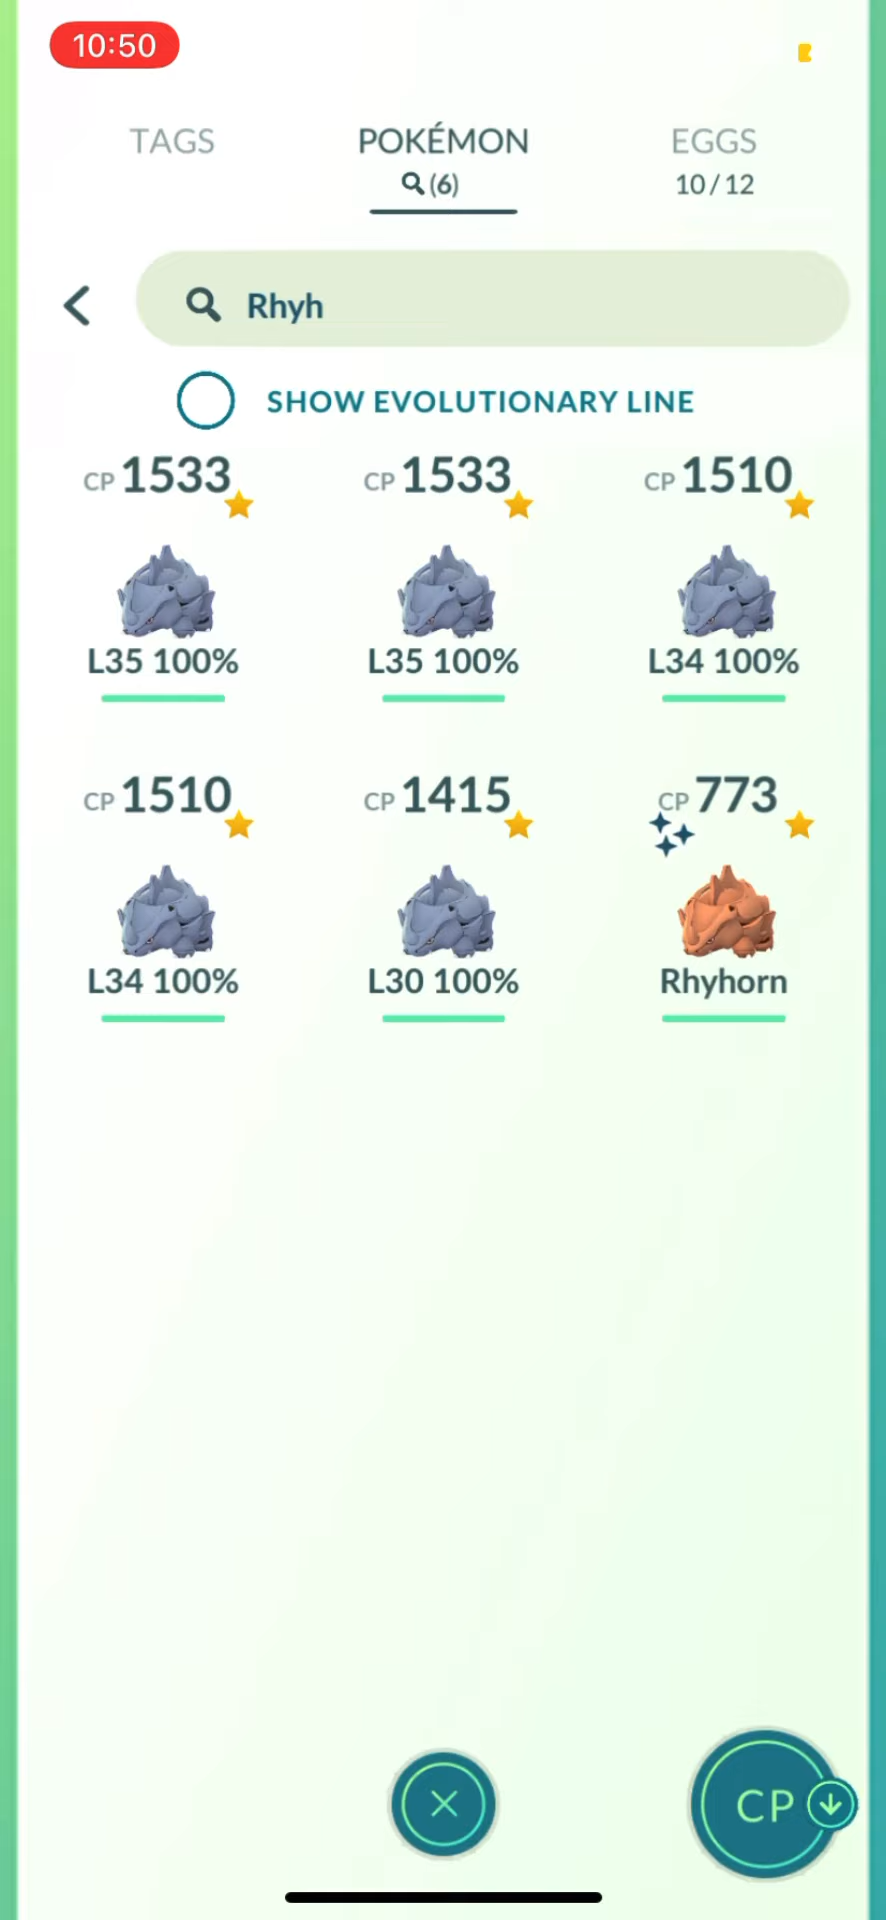 10:50
TAGS POKÉMON EGGS
(6) 10/12
Rhyh
SHOW EVOLUTIONARY LINE
CP 1533 CP 1533 CP 1510
L35 100% L35 100% L34 100%
CP 1510 CP 1415 CP 773
L34 100% L30 100% Rhyhorn
CP